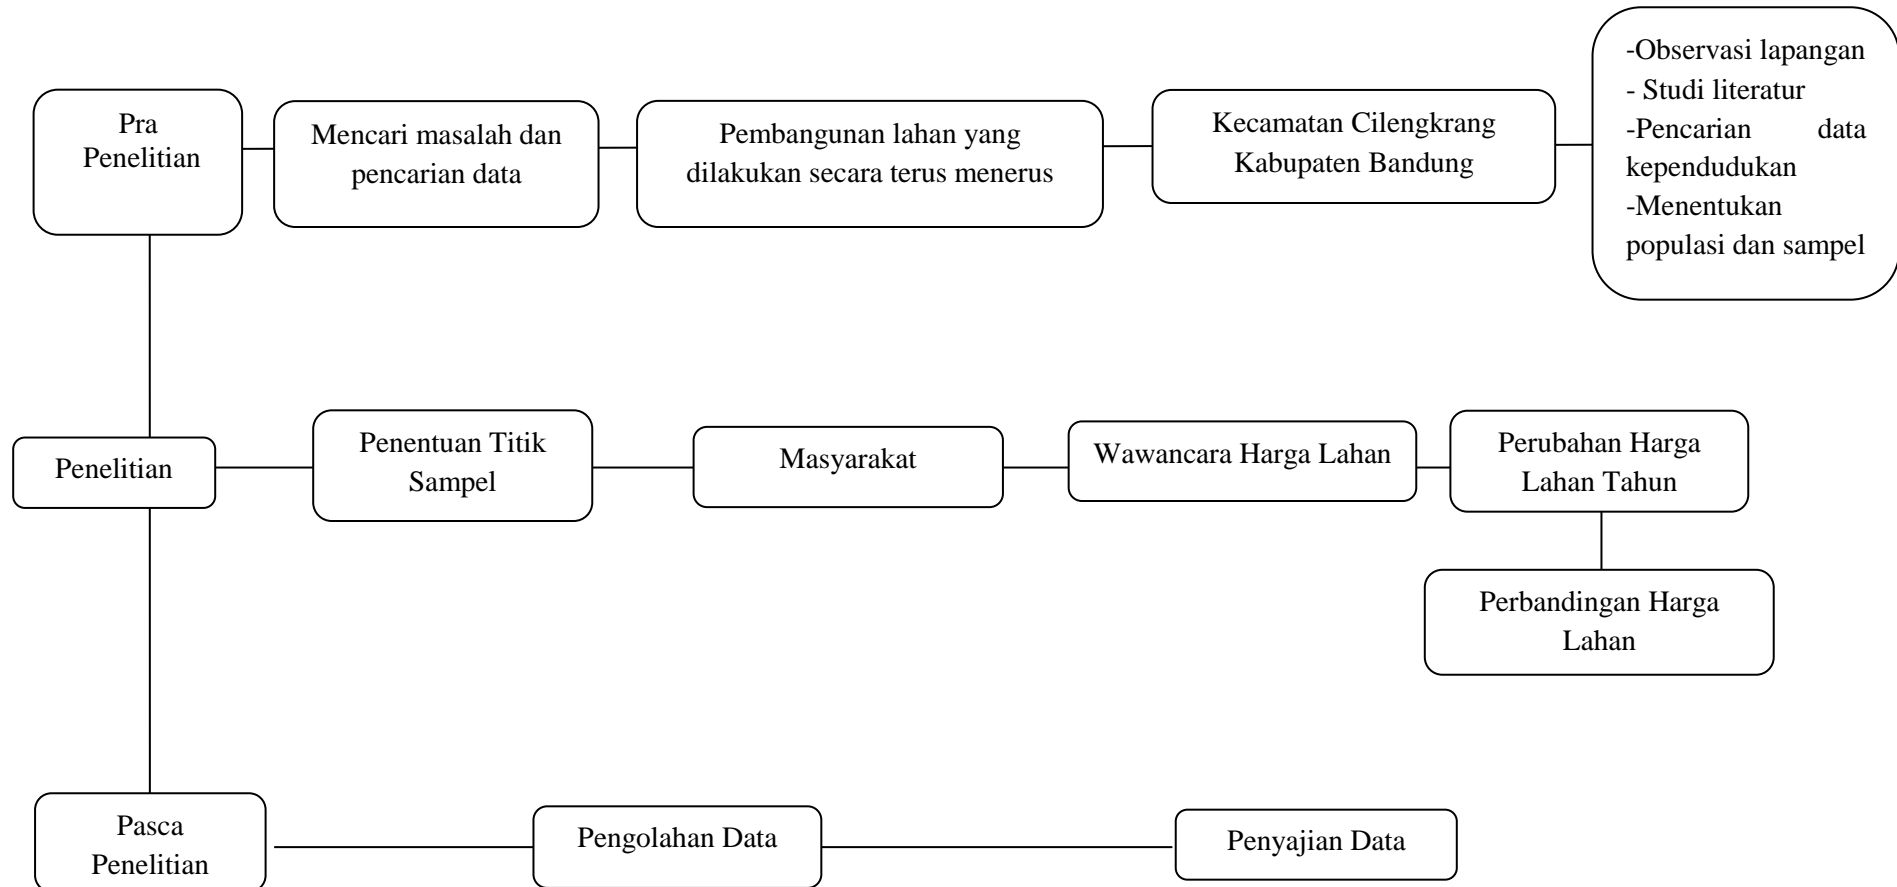 Pra
Penelitian
Mencari masalah dan
pencarian data
Pembangunan lahan yang
dilakukan secara terus menerus
Kecamatan Cilengkrang
Kabupaten Bandung
-Observasi lapangan
- Studi literatur
-Pencarian data
kependudukan
-Menentukan
populasi dan sampel
Penelitian
Penentuan Titik
Sampel
Masyarakat
Wawancara Harga Lahan
Perubahan Harga
Lahan Tahun
Perbandingan Harga
Lahan
Pasca
Penelitian
Pengolahan Data
Penyajian Data